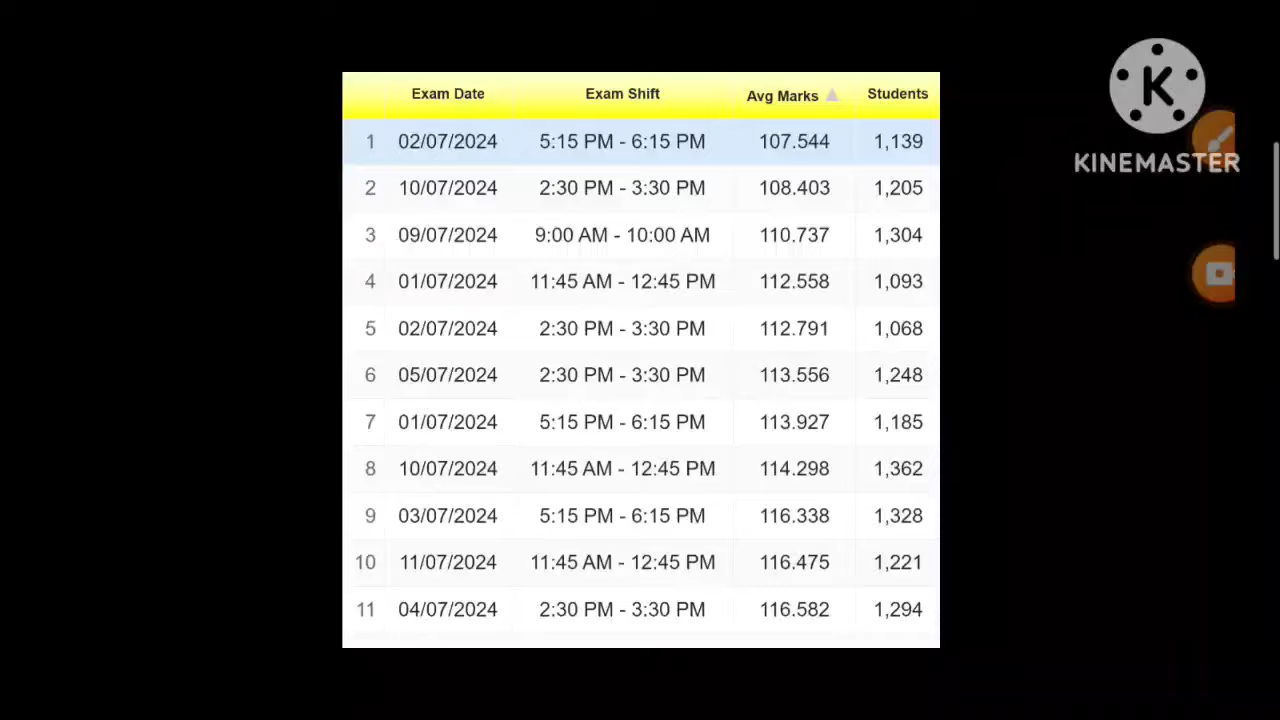 Exam Date Exam Shift Avg Marks Students
1 02/07/2024 5:15 PM - 6:15 PM 107.544 1,139
2 10/07/2024 2:30 PM - 3:30 PM 108.403 1,205
3 09/07/2024 9:00 AM - 10:00 AM 110.737 1,304
4 01/07/2024 11:45 AM - 12:45 PM 112.558 1,093
5 02/07/2024 2:30 PM - 3:30 PM 112.791 1,068
6 05/07/2024 2:30 PM - 3:30 PM 113.556 1,248
7 01/07/2024 5:15 PM - 6:15 PM 113.927 1,185
8 10/07/2024 11:45 AM - 12:45 PM 114.298 1,362
9 03/07/2024 5:15 PM - 6:15 PM 116.338 1,328
10 11/07/2024 11:45 AM - 12:45 PM 116.475 1,221
11 04/07/2024 2:30 PM - 3:30 PM 116.582 1,294
K
KINEMASTER